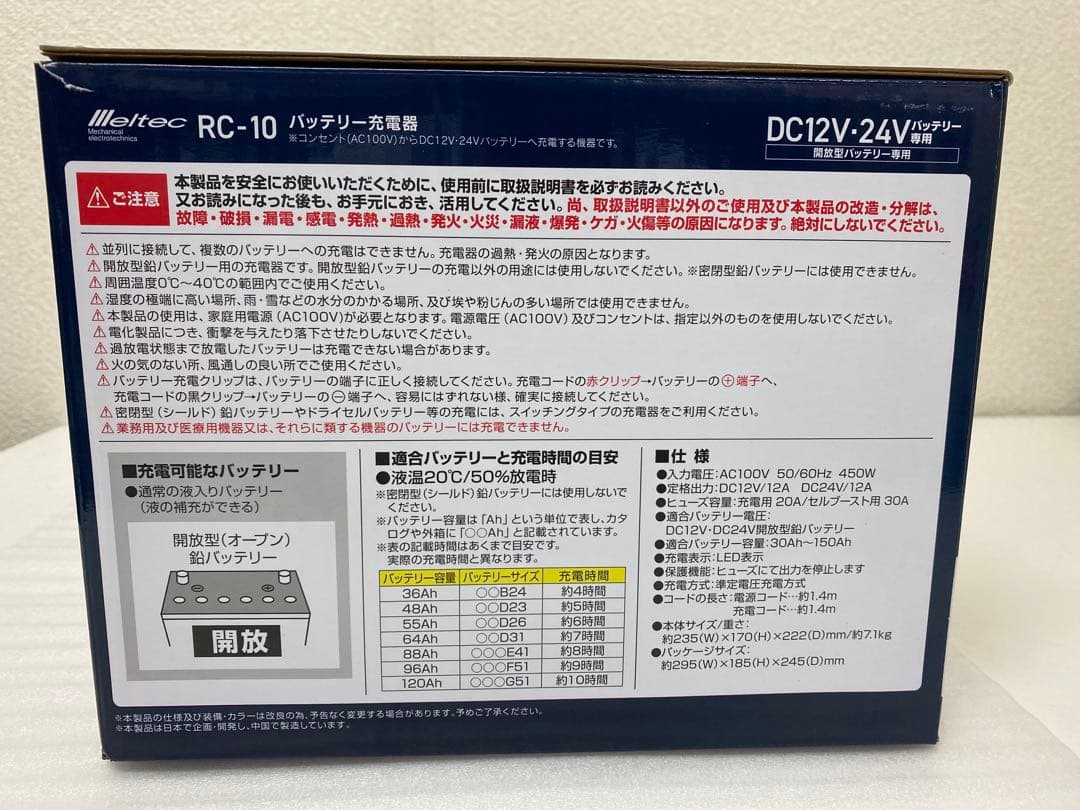 Meltec
Mechanical
electrotechnics
RC-10 バッテリー充電器
※コンセント(AC100V)からDC12V・24Vバッテリーへ充電する機器です。
DC12V・24Vバッテリー専用
開放型バッテリー専用
ご注意
本製品を安全にお使いいただくために、使用前に取扱説明書を必ずお読みください。
又お読みになった後も、お手元におき、活用してください。尚、取扱説明書以外のご使用及び本製品の改造・分解は、
故障・破損・漏電・感電・発熱・過熱・発火・火災・漏液・爆発・ケガ・火傷等の原因になります。絶対にしないでください。
⚠並列に接続して、複数のバッテリーへの充電はできません。充電器の過熱・発火の原因となります。
⚠開放型鉛バッテリー用の充電器です。開放型鉛バッテリーの充電以外の用途には使用しないでください。※密閉型鉛バッテリーには使用できません。
⚠周囲温度0℃〜40℃の範囲内でご使用ください。
⚠湿度の極端に高い場所、雨・雪などの水分のかかる場所、及び埃や粉じんの多い場所では使用できません。
⚠本製品の使用は、家庭用電源(AC100V)が必要となります。電源電圧(AC100V)及びコンセントは、指定以外のものを使用しないでください。
⚠電化製品につき、衝撃を与えたり落下させたりしないでください。
⚠過放電状態まで放電したバッテリーは充電できない場合があります。
⚠火の気のない所、風通しの良い所でご使用ください。
⚠バッテリー充電クリップは、バッテリーの端子に正しく接続してください。充電コードの赤クリップ→バッテリーの⊕端子へ、
充電コードの黒クリップ→バッテリーの⊖端子へ、容易にはずれない様、確実に接続してください。
⚠密閉型(シールド)鉛バッテリーやドライセルバッテリー等の充電には、スイッチングタイプの充電器をご利用ください。
⚠業務用及び医療用機器又は、それらに類する機器のバッテリーには充電できません。
■充電可能なバッテリー
●通常の液入りバッテリー
(液の補充ができる)
開放型(オープン)
鉛バッテリー
開放
■適合バッテリーと充電時間の目安
●液温20℃/50%放電時
※密閉型(シールド)鉛バッテリーには使用しないで
ください。
※バッテリー容量は「Ah」という単位で表し、カタ
ログや外箱に「○○Ah」と記載されています。
※表の記載時間はあくまで目安です。
実際の充電時間と異なります。
バッテリー容量 バッテリーサイズ 充電時間
36Ah ○○B24 約4時間
48Ah ○○D23 約5時間
55Ah ○○D26 約6時間
64Ah ○○D31 約7時間
88Ah ○○○E41 約8時間
96Ah ○○○F51 約9時間
120Ah ○○○G51 約10時間
■仕 様
●入力電圧:AC100V 50/60Hz 450W
●定格出力:DC12V/12A DC24V/12A
●ヒューズ容量:充電用 20A/セルブースト用 30A
●適合バッテリー電圧:
DC12V・DC24V開放型鉛バッテリー
●適合バッテリー容量:30Ah〜150Ah
●充電表示:LED表示
●保護機能:ヒューズにて出力を停止します
●充電方式:準定電圧充電方式
●コードの長さ:電源コード…約1.4m
充電コード…約1.4m
●本体サイズ/重さ:
約235(W)×170(H)×222(D)mm/約7.1kg
●パッケージサイズ:
約295(W)×185(H)×245(D)mm
※本製品の仕様及び装備・カラーは改良の為、予告なく変更する場合があります。予めご了承ください。
※本製品は日本で企画・開発し、中国で製造しています。